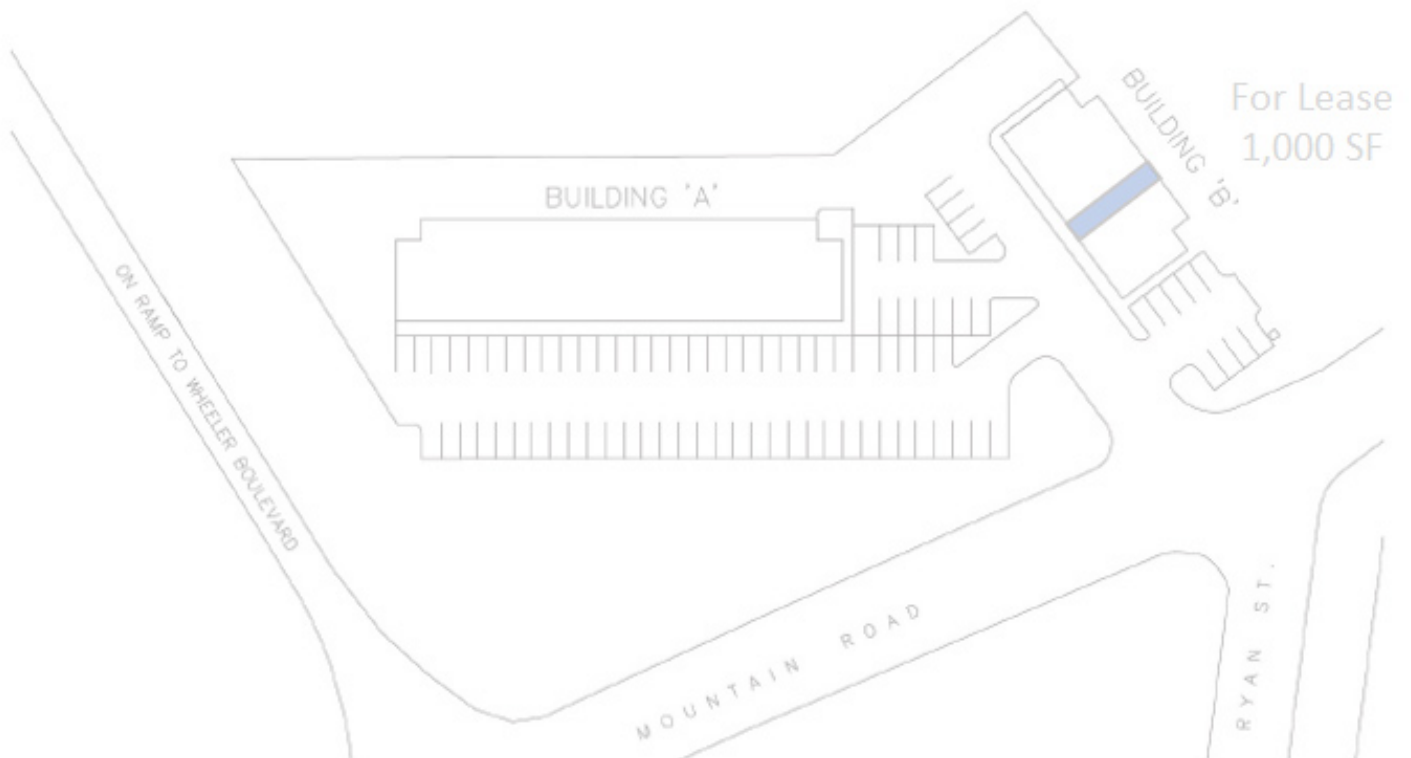 For Lease
1,000 SF
BUILDING 'B'
BUILDING 'A'
ON RAMP TO WHEELER BOULEVARD
MOUNTAIN ROAD
RYAN ST.